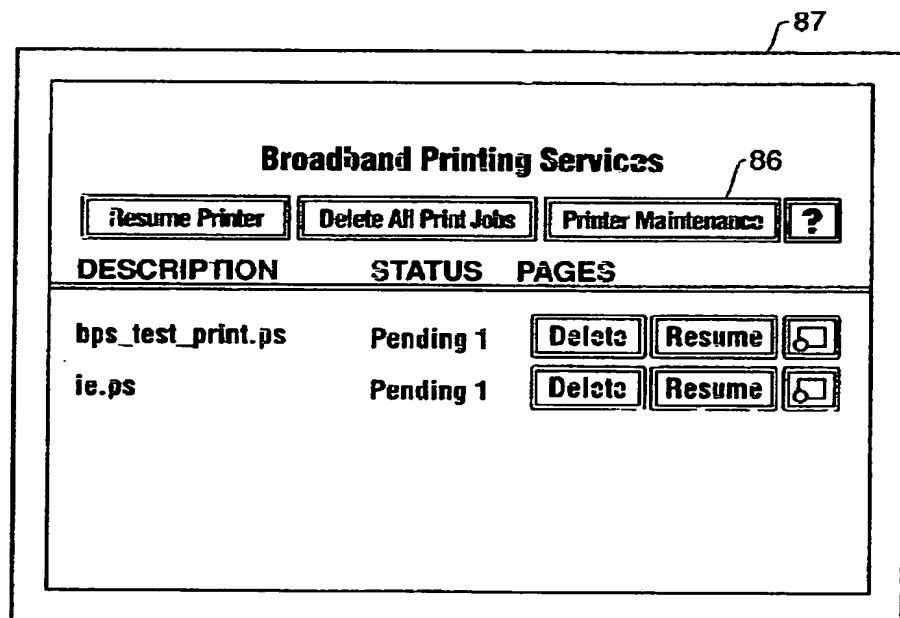 87
Broadband Printing Services
86
Resume Printer Delete All Print Jobs Printer Maintenance ?
DESCRIPTION STATUS PAGES
bps_test_print.ps Pending 1 Delete Resume
ie.ps Pending 1 Delete Resume